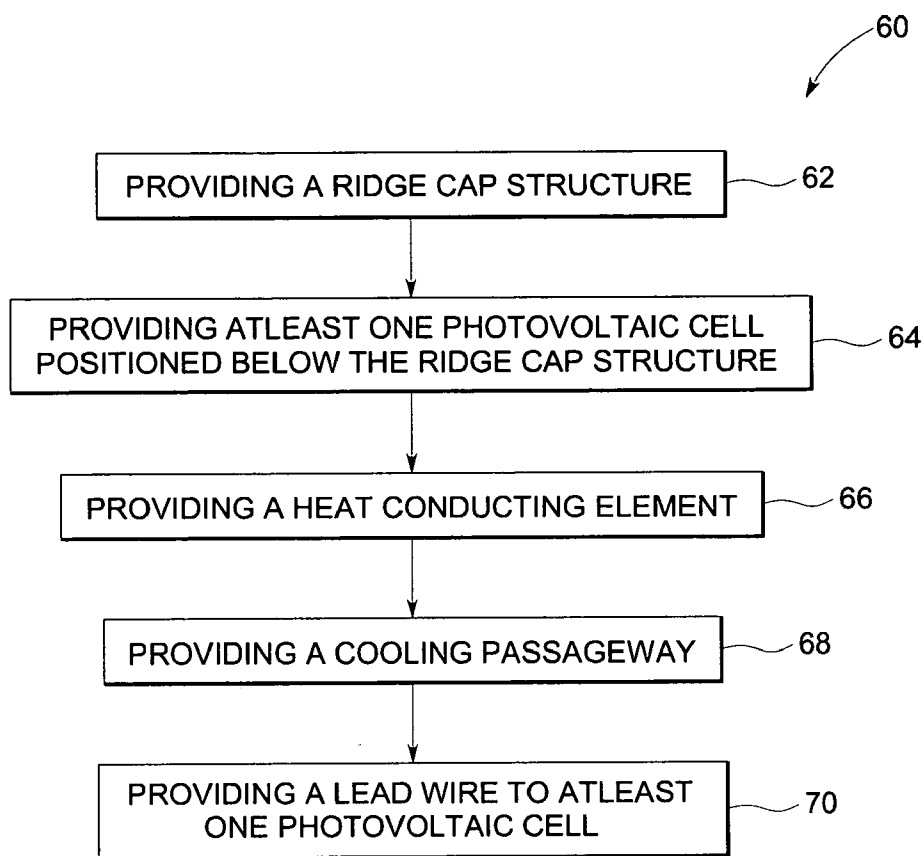 60
PROVIDING A RIDGE CAP STRUCTURE
62
PROVIDING ATLEAST ONE PHOTOVOLTAIC CELL
POSITIONED BELOW THE RIDGE CAP STRUCTURE
64
PROVIDING A HEAT CONDUCTING ELEMENT
66
PROVIDING A COOLING PASSAGEWAY
68
PROVIDING A LEAD WIRE TO ATLEAST
ONE PHOTOVOLTAIC CELL
70